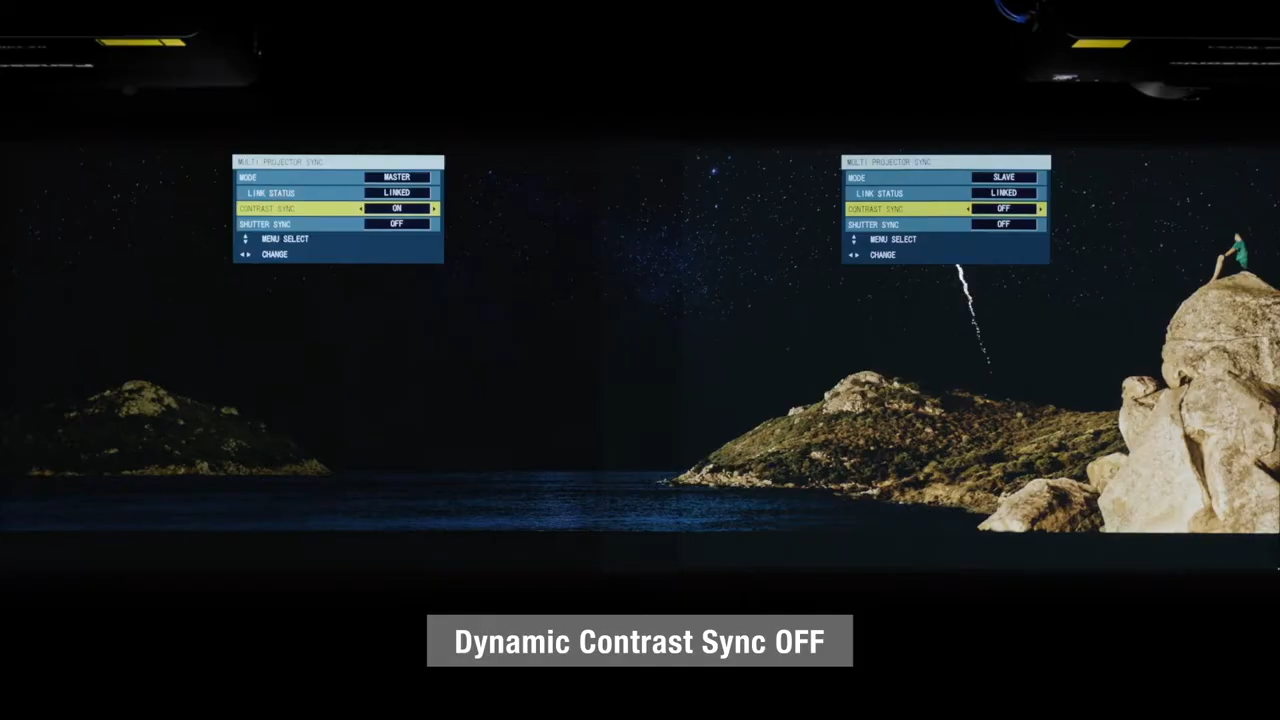 MULTI PROJECTOR SYNC
MODE MASTER
LINK STATUS LINKED
CONTRAST SYNC ON
SHUTTER SYNC OFF
MENU SELECT
CHANGE
MULTI PROJECTOR SYNC
MODE SLAVE
LINK STATUS LINKED
CONTRAST SYNC OFF
SHUTTER SYNC OFF
MENU SELECT
CHANGE
Dynamic Contrast Sync OFF